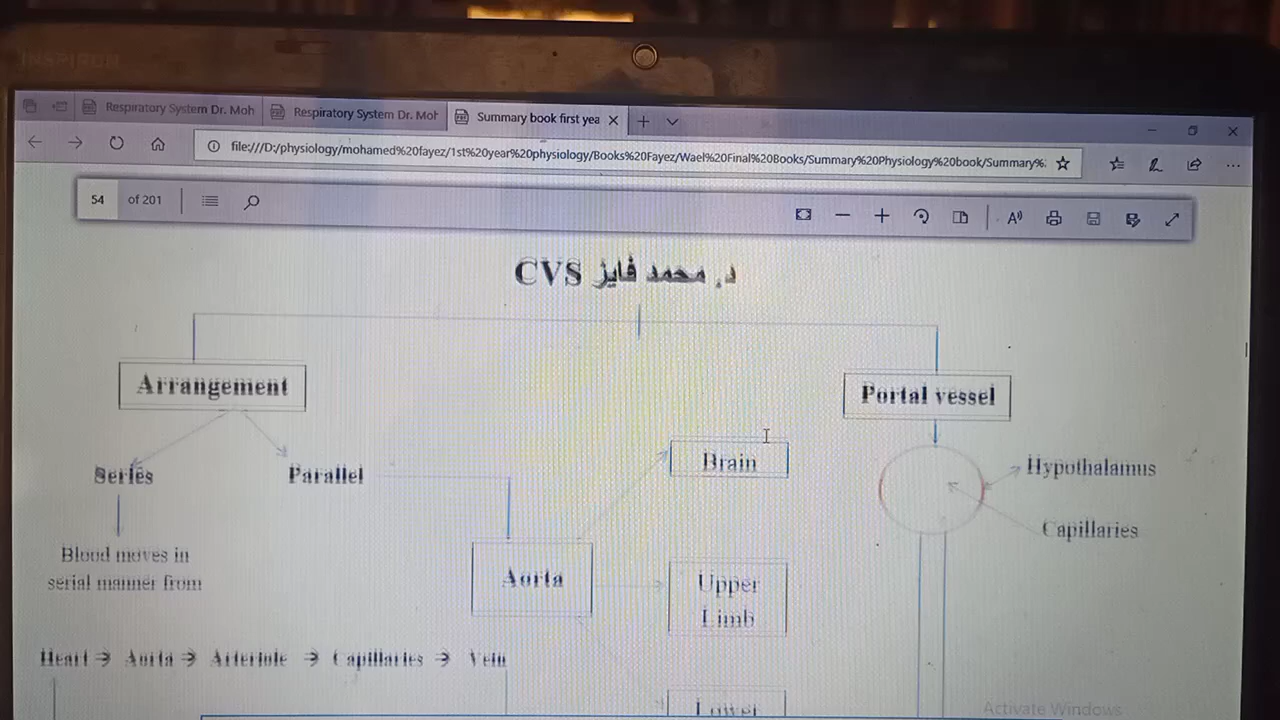 INSPIRON
Respiratory System Dr. Moh
Respiratory System Dr. Moh
Summary book first yea
file:///D:/physiology/mohamed%20fayez/1st%20year%20physiology/Books%20Fayez/Wael%20Final%20Books/Summary%20Physiology%20book/Summary%
54 of 201
CVS د. محمد فايز
Arrangement
Portal vessel
Series
Parallel
Brain
Hypothalamus
Capillaries
Blood moves in
serial manner from
Aorta
Upper
Limb
Heart → Aorta → Arteriole → Capillaries → Vein
Lower
Activate Windows